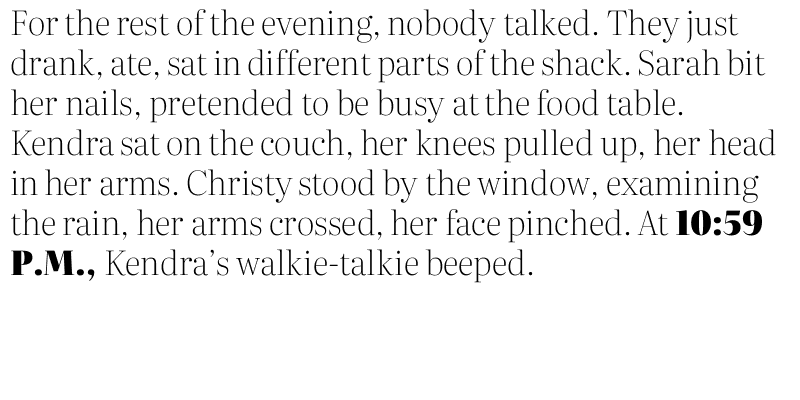 For the rest of the evening, nobody talked. They just
drank, ate, sat in different parts of the shack. Sarah bit
her nails, pretended to be busy at the food table.
Kendra sat on the couch, her knees pulled up, her head
in her arms. Christy stood by the window, examining
the rain, her arms crossed, her face pinched. At 10:59
P.M., Kendra’s walkie-talkie beeped.